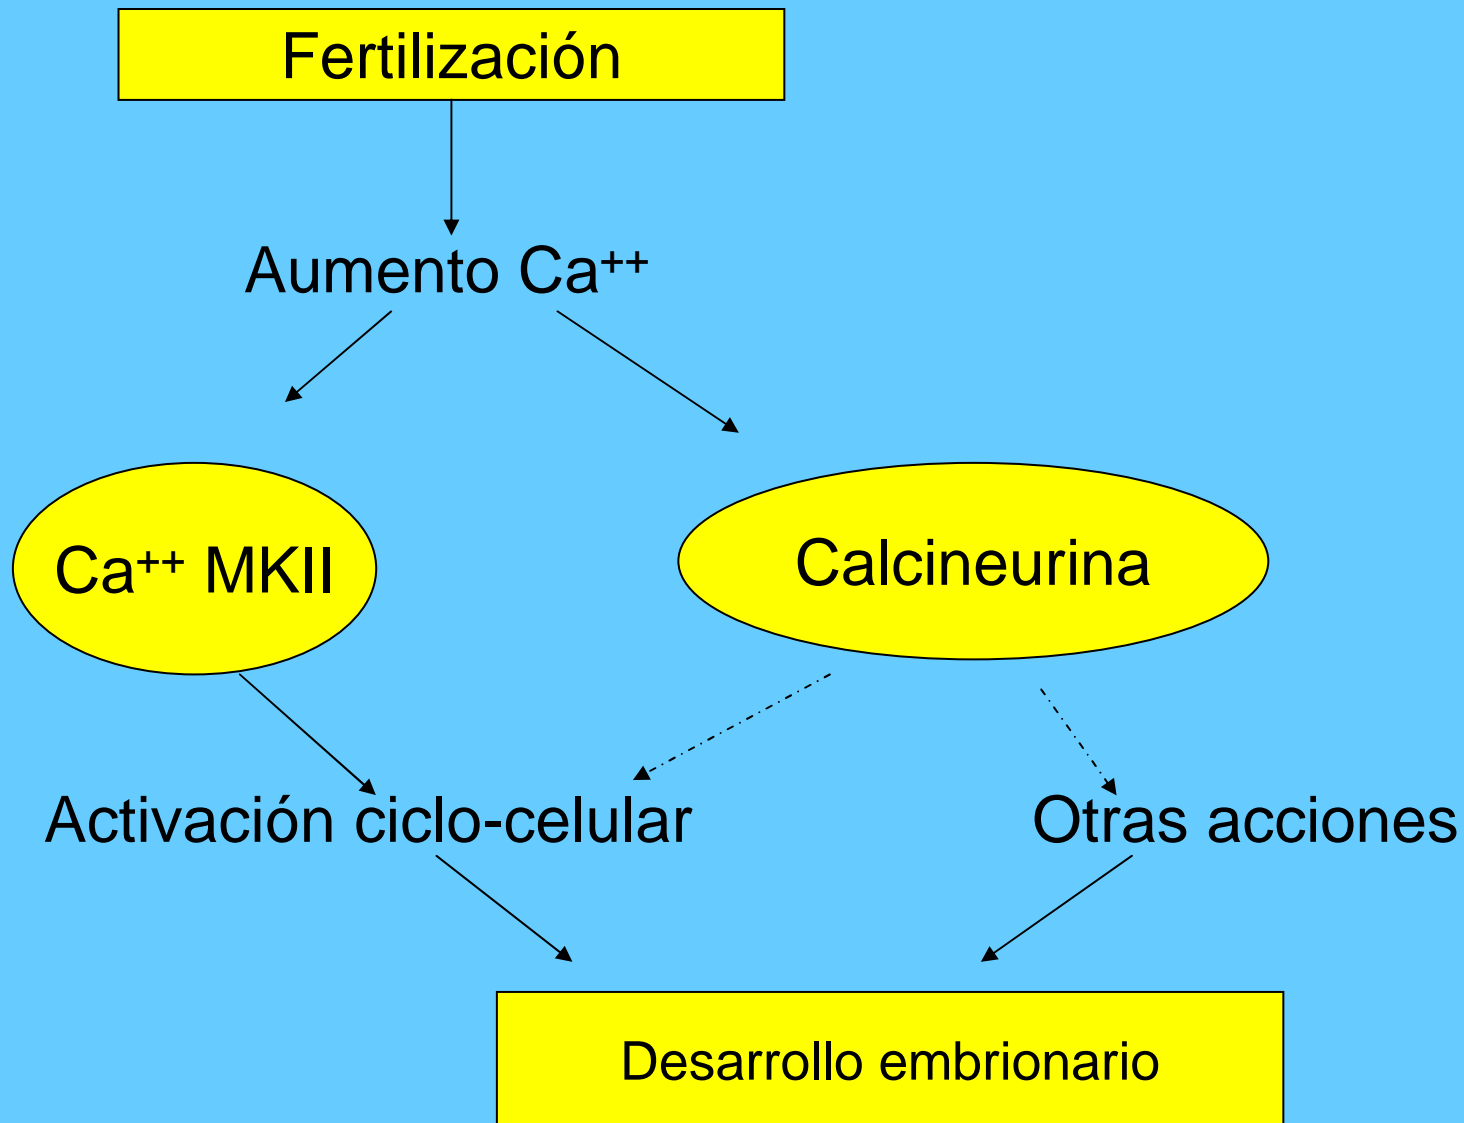 Fertilización
Aumento Ca⁺⁺
Ca⁺⁺ MKII
Calcineurina
Activación ciclo-celular
Otras acciones
Desarrollo embrionario